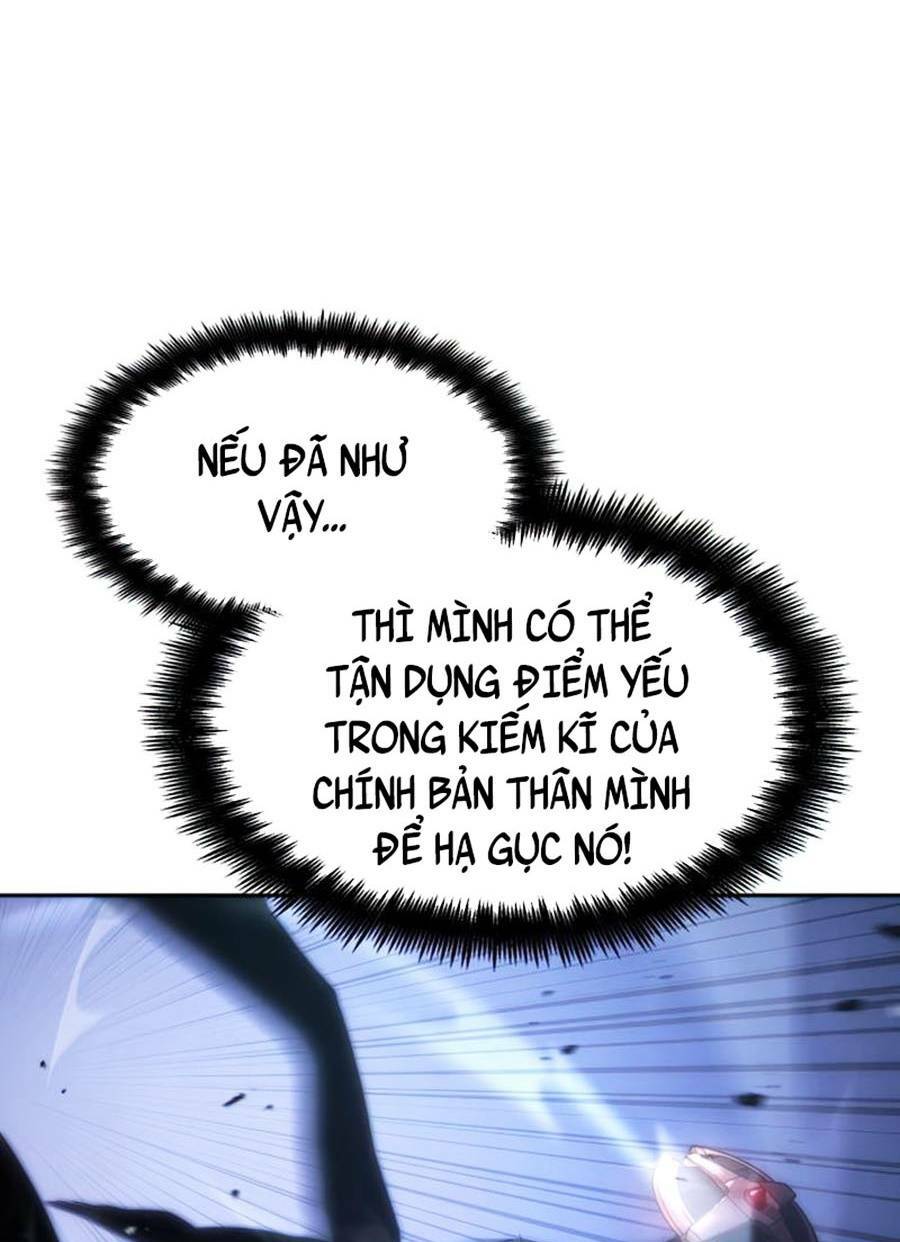 NẾU ĐÃ NHƯ
VẬY...
THÌ MÌNH CÓ THỂ
TẬN DỤNG ĐIỂM YẾU
TRONG KIẾM KĨ CỦA
CHÍNH BẢN THÂN MÌNH
ĐỂ HẠ GỤC NÓ!